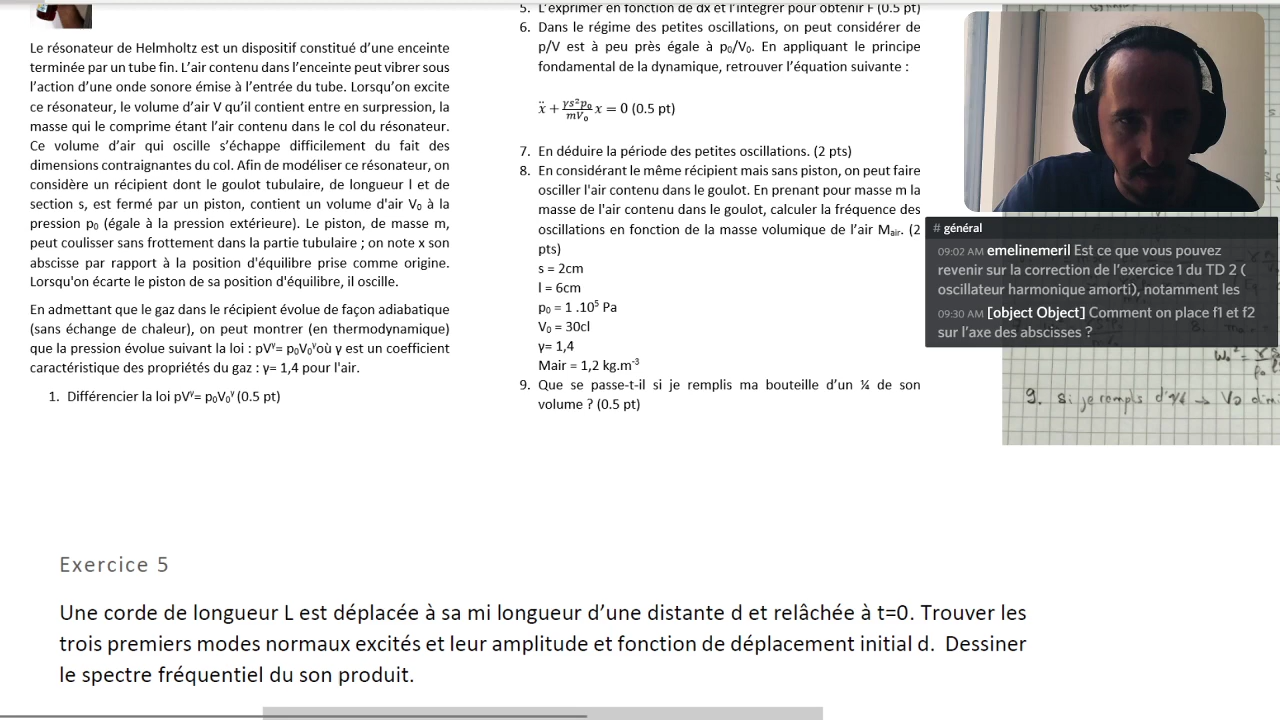 Le résonateur de Helmholtz est un dispositif constitué d'une enceinte
terminée par un tube fin. L'air contenu dans l'enceinte peut vibrer sous
l'action d'une onde sonore émise à l'entrée du tube. Lorsqu'on excite
ce résonateur, le volume d'air V qu'il contient entre en surpression, la
masse qui le comprime étant l'air contenu dans le col du résonateur.
Ce volume d'air qui oscille s'échappe difficilement du fait des
dimensions contraignantes du col. Afin de modéliser ce résonateur, on
considère un récipient dont le goulot tubulaire, de longueur l et de
section s, est fermé par un piston, contient un volume d'air V₀ à la
pression p₀ (égale à la pression extérieure). Le piston, de masse m,
peut coulisser sans frottement dans la partie tubulaire ; on note x son
abscisse par rapport à la position d'équilibre prise comme origine.
Lorsqu'on écarte le piston de sa position d'équilibre, il oscille.
En admettant que le gaz dans le récipient évolue de façon adiabatique
(sans échange de chaleur), on peut montrer (en thermodynamique)
que la pression évolue suivant la loi : pVᵞ= p₀V₀ᵞoù γ est un coefficient
caractéristique des propriétés du gaz : γ= 1,4 pour l'air.
1. Différencier la loi pVᵞ= p₀V₀ᵞ (0.5 pt)
5. L'exprimer en fonction de dx et l'intégrer pour obtenir F (0.5 pt)
6. Dans le régime des petites oscillations, on peut considérer de
p/V est à peu près égale à p₀/V₀. En appliquant le principe
fondamental de la dynamique, retrouver l'équation suivante :
ẍ + γs²p₀/mV₀ x = 0 (0.5 pt)
7. En déduire la période des petites oscillations. (2 pts)
8. En considérant le même récipient mais sans piston, on peut faire
osciller l'air contenu dans le goulot. En prenant pour masse m la
masse de l'air contenu dans le goulot, calculer la fréquence des
oscillations en fonction de la masse volumique de l'air Mair. (2
pts)
s = 2cm
l = 6cm
p₀ = 1 .10⁵ Pa
V₀ = 30cl
γ= 1,4
Mair = 1,2 kg.m⁻³
9. Que se passe-t-il si je remplis ma bouteille d'un ¼ de son
volume ? (0.5 pt)
# général
09:02 AM emelinemeril Est ce que vous pouvez
revenir sur la correction de l'exercice 1 du TD 2 (
oscillateur harmonique amorti), notamment les
09:30 AM [object Object] Comment on place f1 et f2
sur l'axe des abscisses ?
9. Si je remplis d'1/4 → V₀
Exercice 5
Une corde de longueur L est déplacée à sa mi longueur d'une distante d et relâchée à t=0. Trouver les
trois premiers modes normaux excités et leur amplitude et fonction de déplacement initial d. Dessiner
le spectre fréquentiel du son produit.